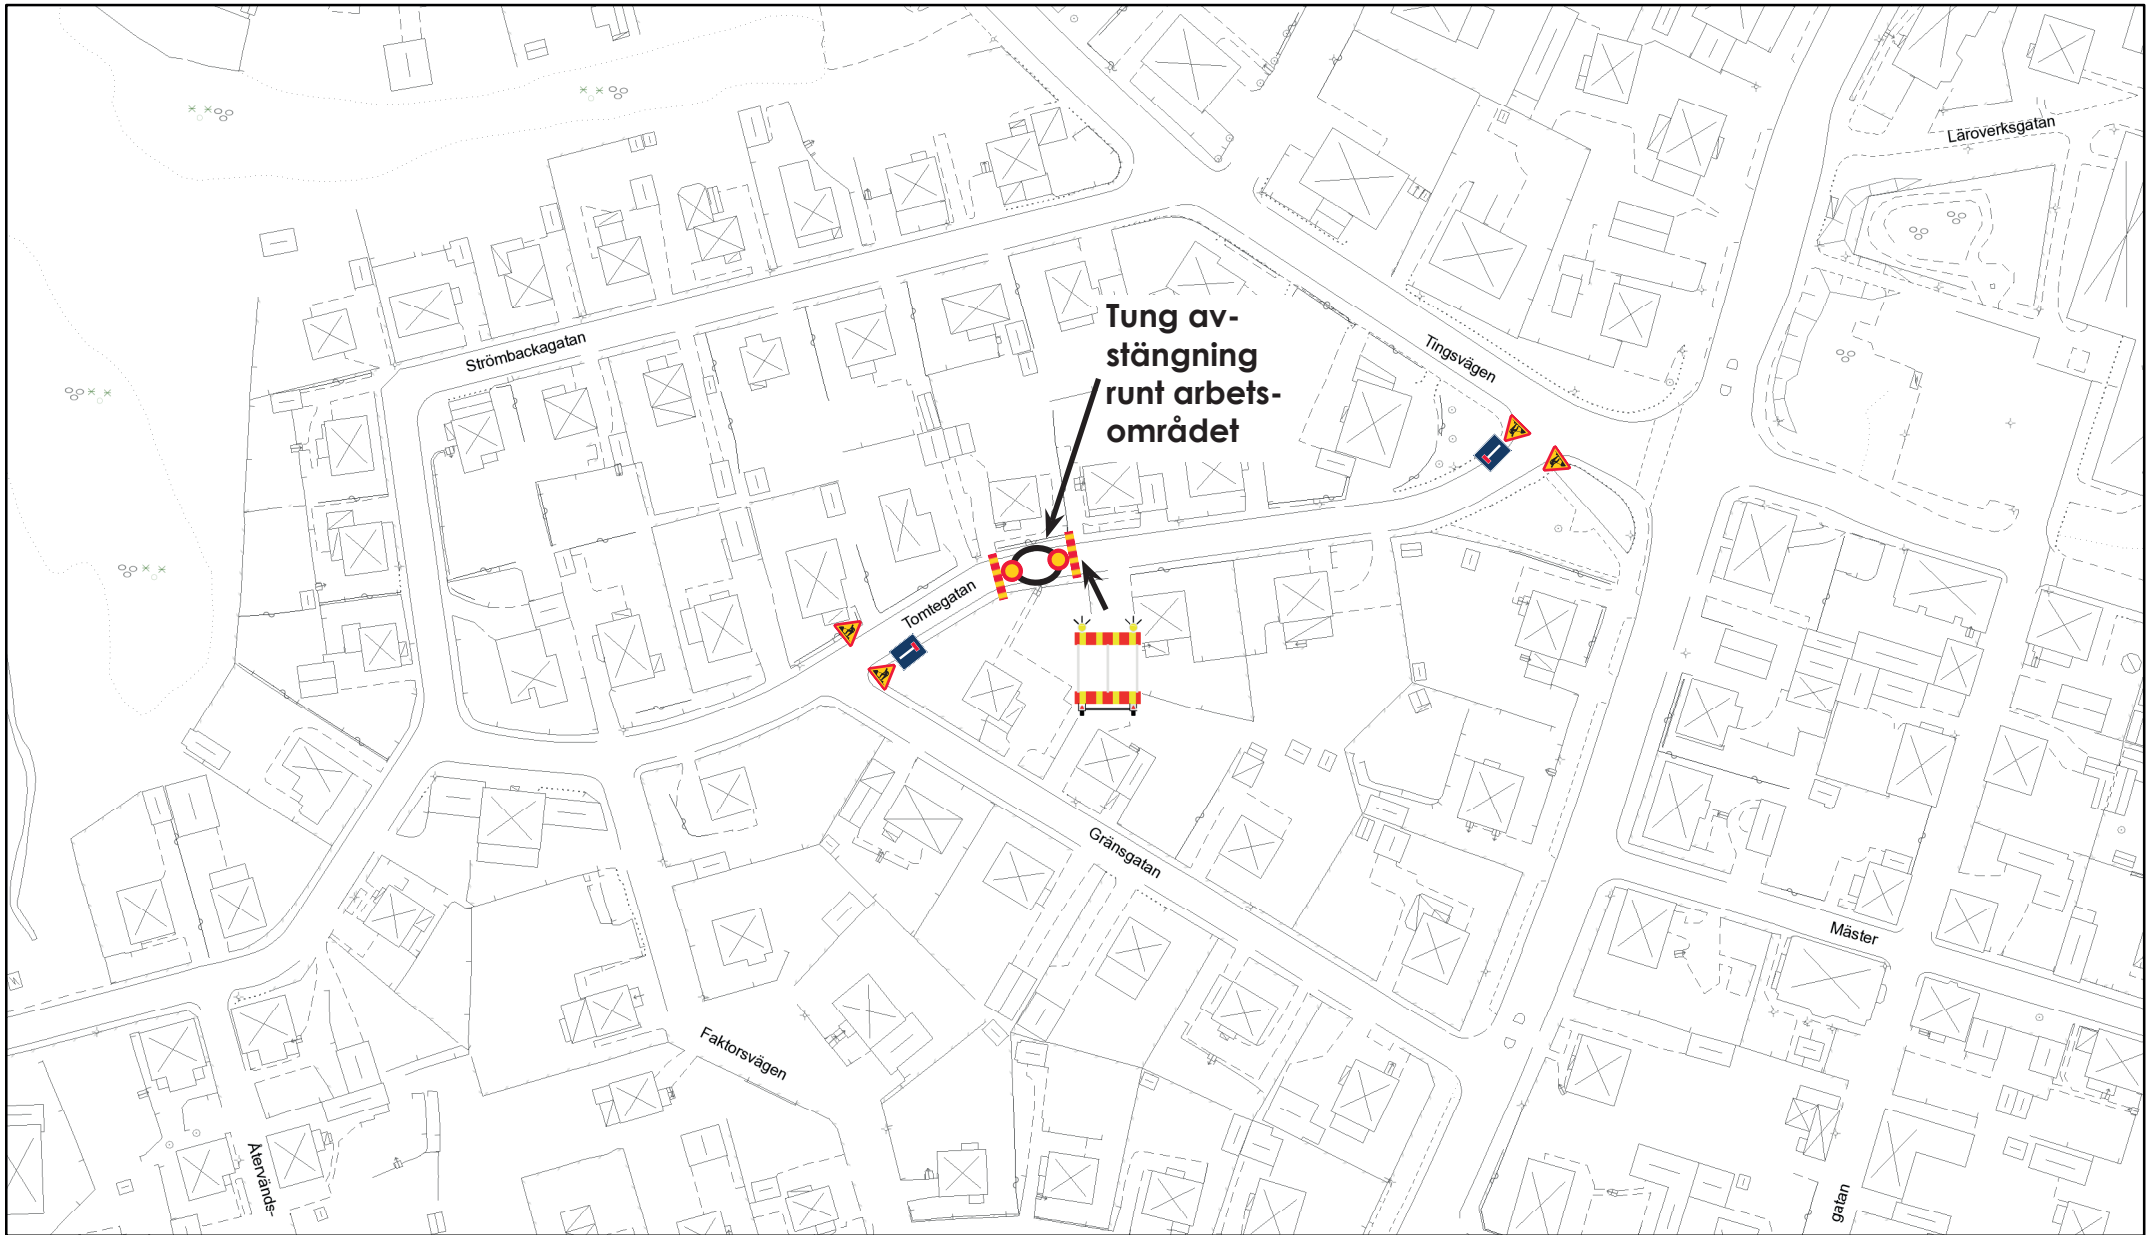 Läroverksgatan
Tung av-
stängning
runt arbets-
området
Strömbackagatan
Tingsvägen
Tomtegatan
Gränsgatan
Mäster
Faktorsvägen
Återvänds-
gatan